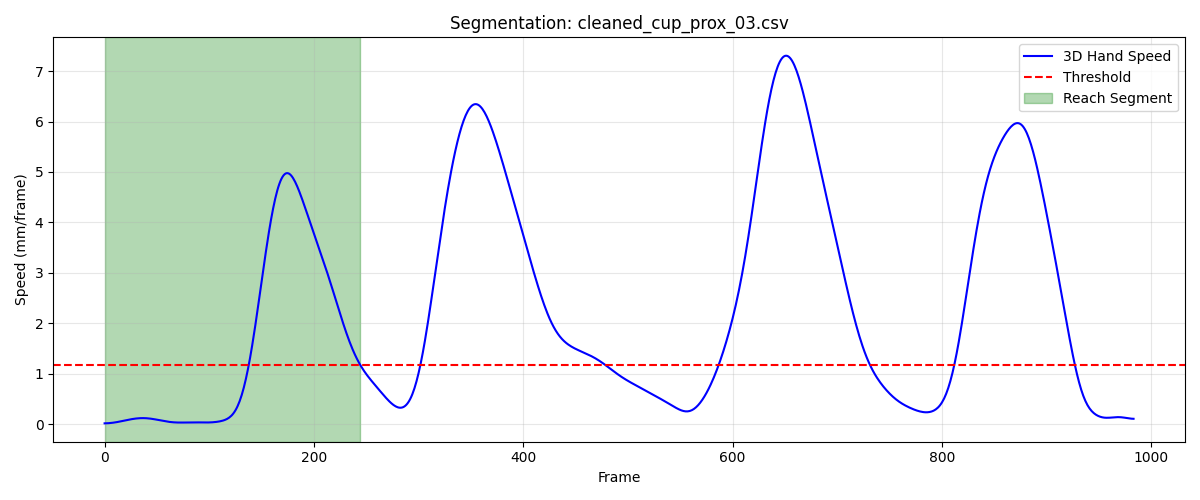 Segmentation: cleaned_cup_prox_03.csv
3D Hand Speed
Threshold
Reach Segment
Speed (mm/frame)
7
6
5
4
3
2
1
0
0 200 400 600 800 1000
Frame